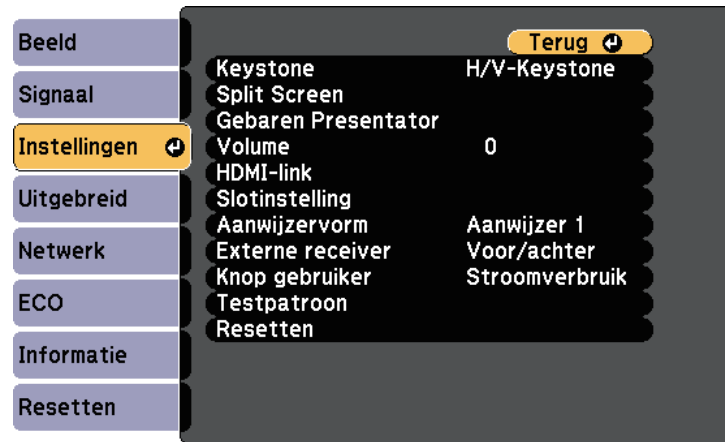 Beeld
Signaal
Instellingen
Uitgebreid
Netwerk
ECO
Informatie
Resetten
Terug
Keystone H/V-Keystone
Split Screen
Gebaren Presentator
Volume 0
HDMI-link
Slotinstelling
Aanwijzervorm Aanwijzer 1
Externe receiver Voor/achter
Knop gebruiker Stroomverbruik
Testpatroon
Resetten